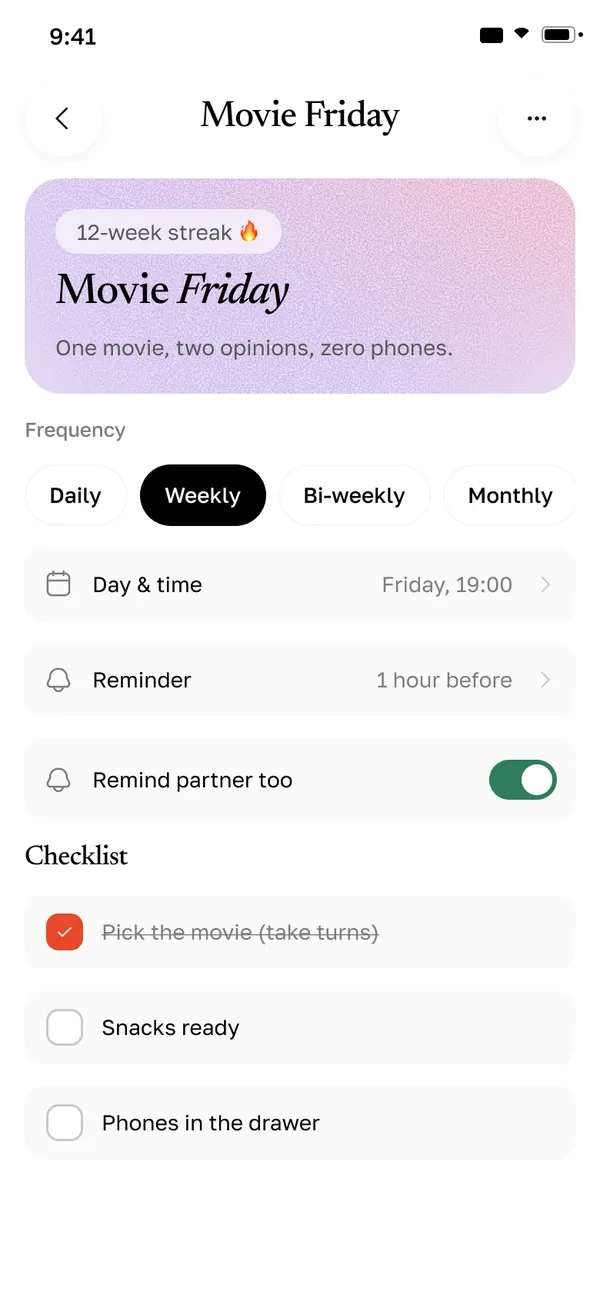 9:41
Movie Friday
12-week streak 🔥
Movie Friday
One movie, two opinions, zero phones.
Frequency
Daily Weekly Bi-weekly Monthly
Day & time Friday, 19:00
Reminder 1 hour before
Remind partner too
Checklist
Pick the movie (take turns)
Snacks ready
Phones in the drawer